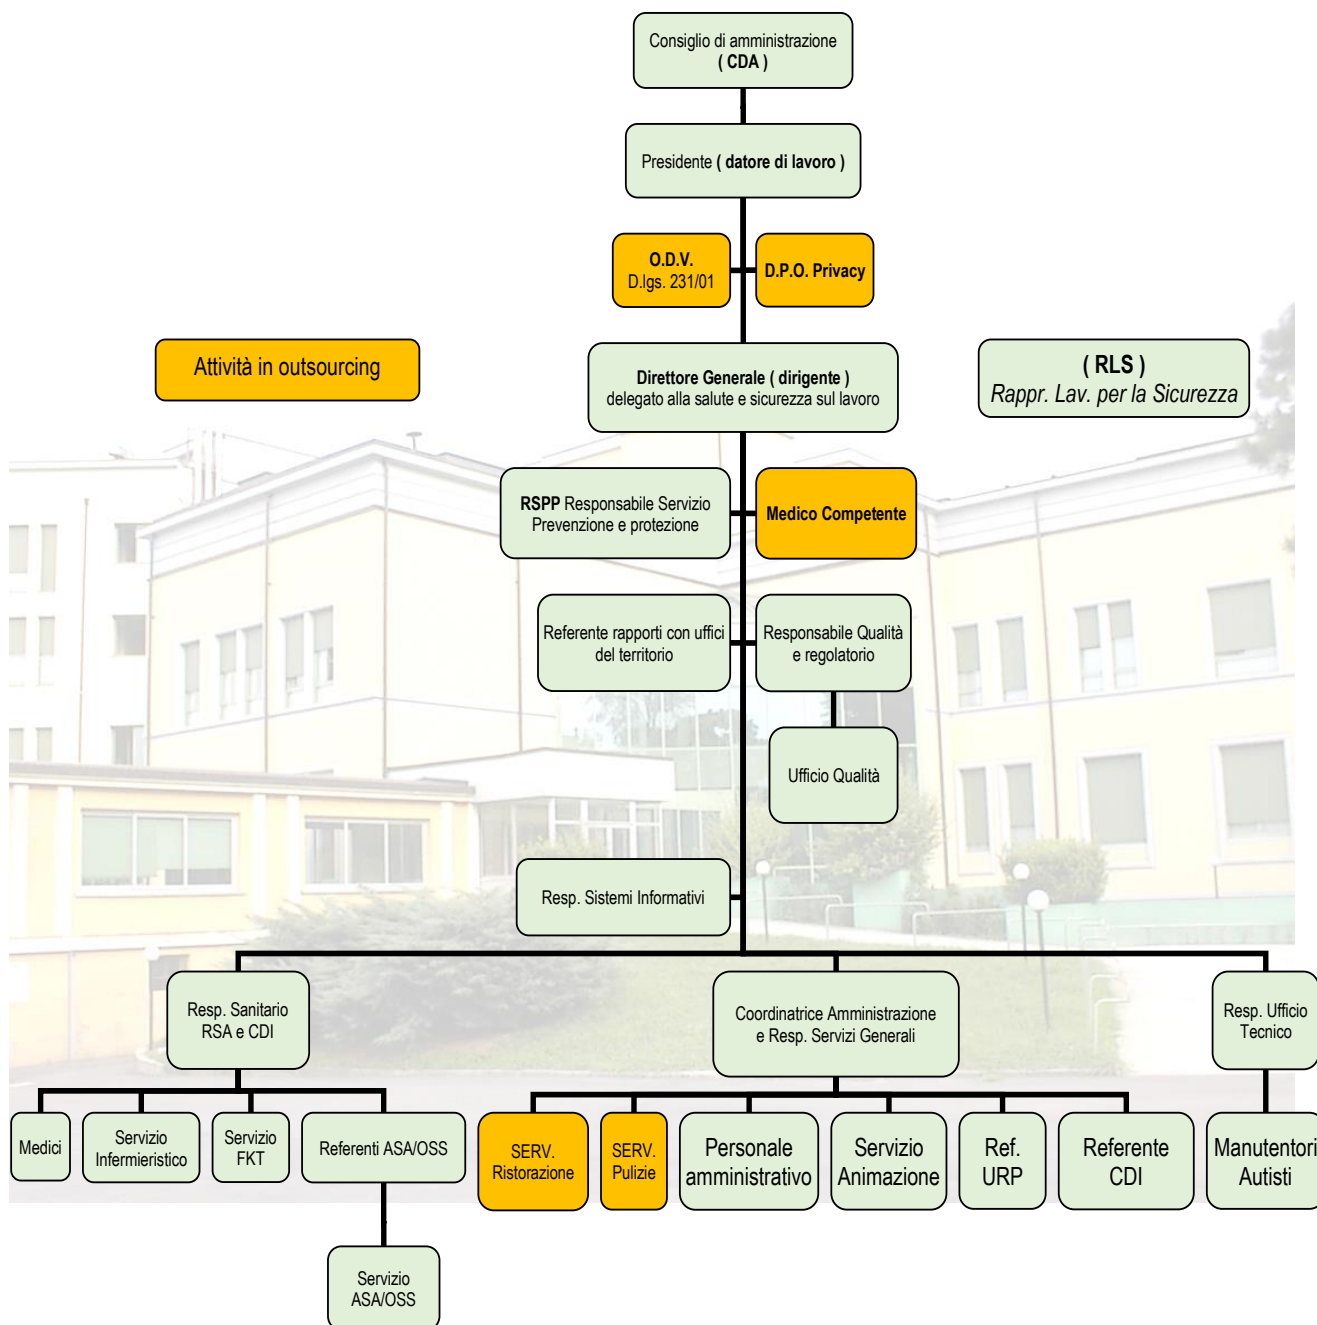 Consiglio di amministrazione
( CDA )
Presidente ( datore di lavoro )
O.D.V.
D.lgs. 231/01
D.P.O. Privacy
Attività in outsourcing
Direttore Generale ( dirigente )
delegato alla salute e sicurezza sul lavoro
( RLS )
Rappr. Lav. per la Sicurezza
RSPP Responsabile Servizio
Prevenzione e protezione
Medico Competente
Referente rapporti con uffici
del territorio
Responsabile Qualità
e regolatorio
Ufficio Qualità
Resp. Sistemi Informativi
Resp. Sanitario
RSA e CDI
Coordinatrice Amministrazione
e Resp. Servizi Generali
Resp. Ufficio
Tecnico
Medici
Servizio
Infermieristico
Servizio
FKT
Referenti ASA/OSS
SERV.
Ristorazione
SERV.
Pulizie
Personale
amministrativo
Servizio
Animazione
Ref.
URP
Referente
CDI
Manutentori
Autisti
Servizio
ASA/OSS